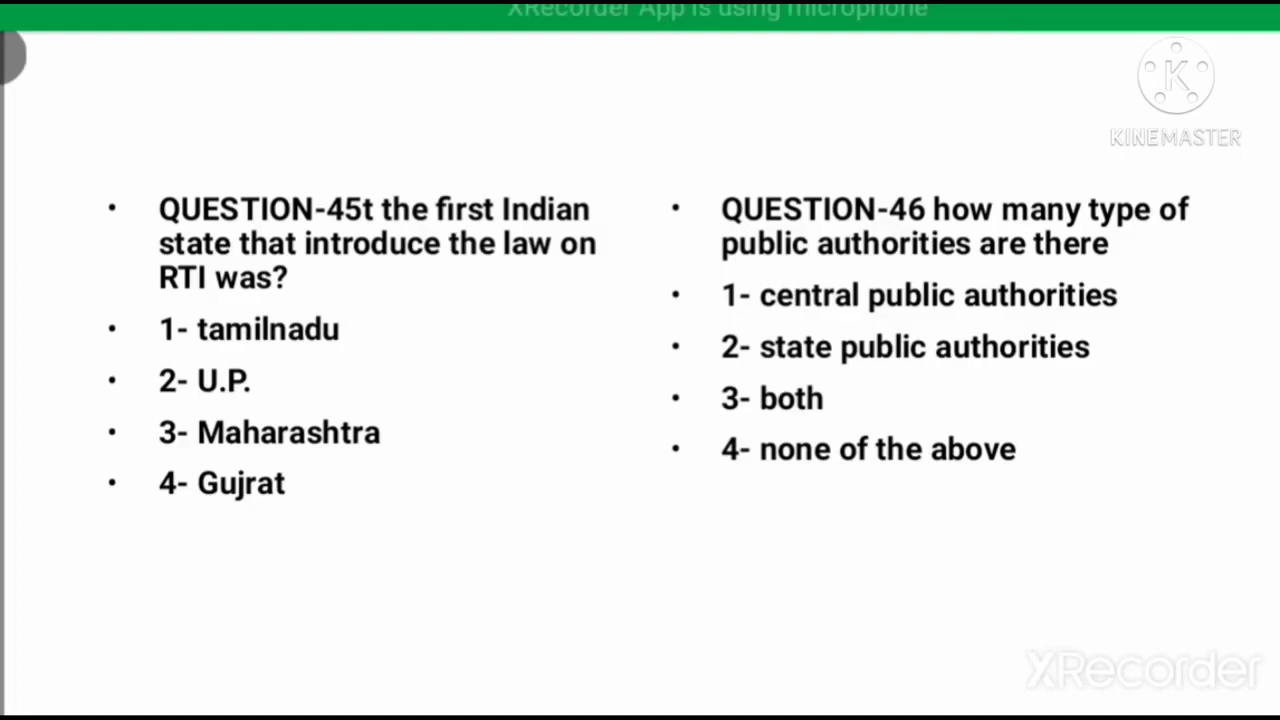 XRecorder App is using microphone
KINEMASTER
• QUESTION-45t the first Indian
state that introduce the law on
RTI was?
• 1- tamilnadu
• 2- U.P.
• 3- Maharashtra
• 4- Gujrat
• QUESTION-46 how many type of
public authorities are there
• 1- central public authorities
• 2- state public authorities
• 3- both
• 4- none of the above
XRecorder